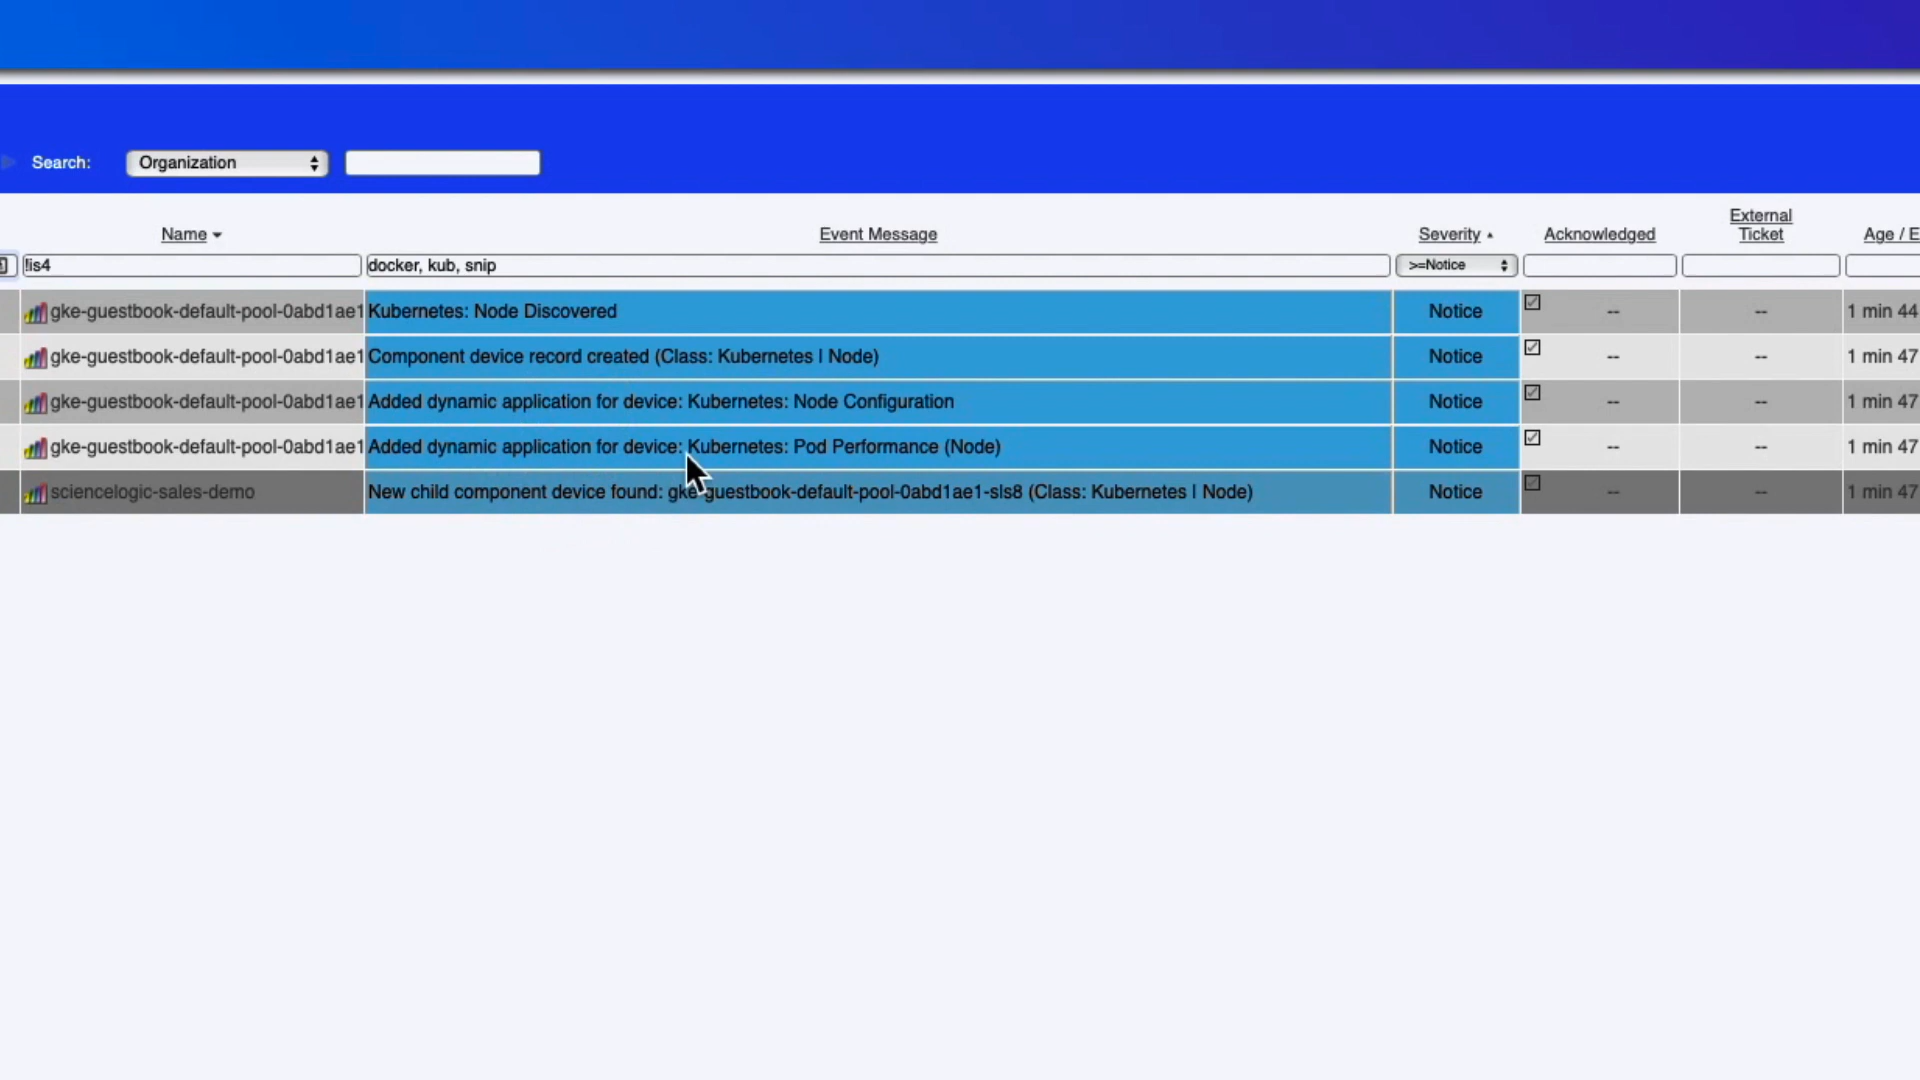 Search: Organization
Name Event Message Severity Acknowledged External Ticket Age / E
!is4 docker, kub, snip >=Notice
gke-guestbook-default-pool-0abd1ae1 Kubernetes: Node Discovered Notice -- -- 1 min 44
gke-guestbook-default-pool-0abd1ae1 Component device record created (Class: Kubernetes | Node) Notice -- -- 1 min 47
gke-guestbook-default-pool-0abd1ae1 Added dynamic application for device: Kubernetes: Node Configuration Notice -- -- 1 min 47
gke-guestbook-default-pool-0abd1ae1 Added dynamic application for device: Kubernetes: Pod Performance (Node) Notice -- -- 1 min 47
sciencelogic-sales-demo New child component device found: gke-guestbook-default-pool-0abd1ae1-sls8 (Class: Kubernetes | Node) Notice -- -- 1 min 47